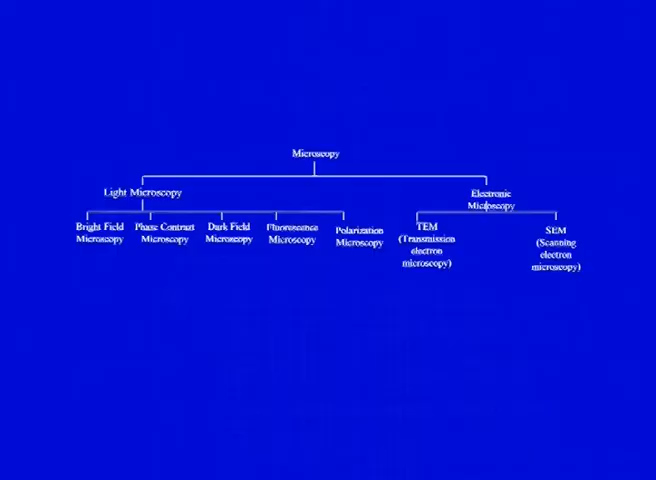 Microscopy
Light Microscopy
Electronic
Microscopy
Bright Field
Microscopy
Phase Contrast
Microscopy
Dark Field
Microscopy
Fluorescence
Microscopy
Polarization
Microscopy
TEM
(Transmission
electron
microscopy)
SEM
(Scanning
electron
microscopy)